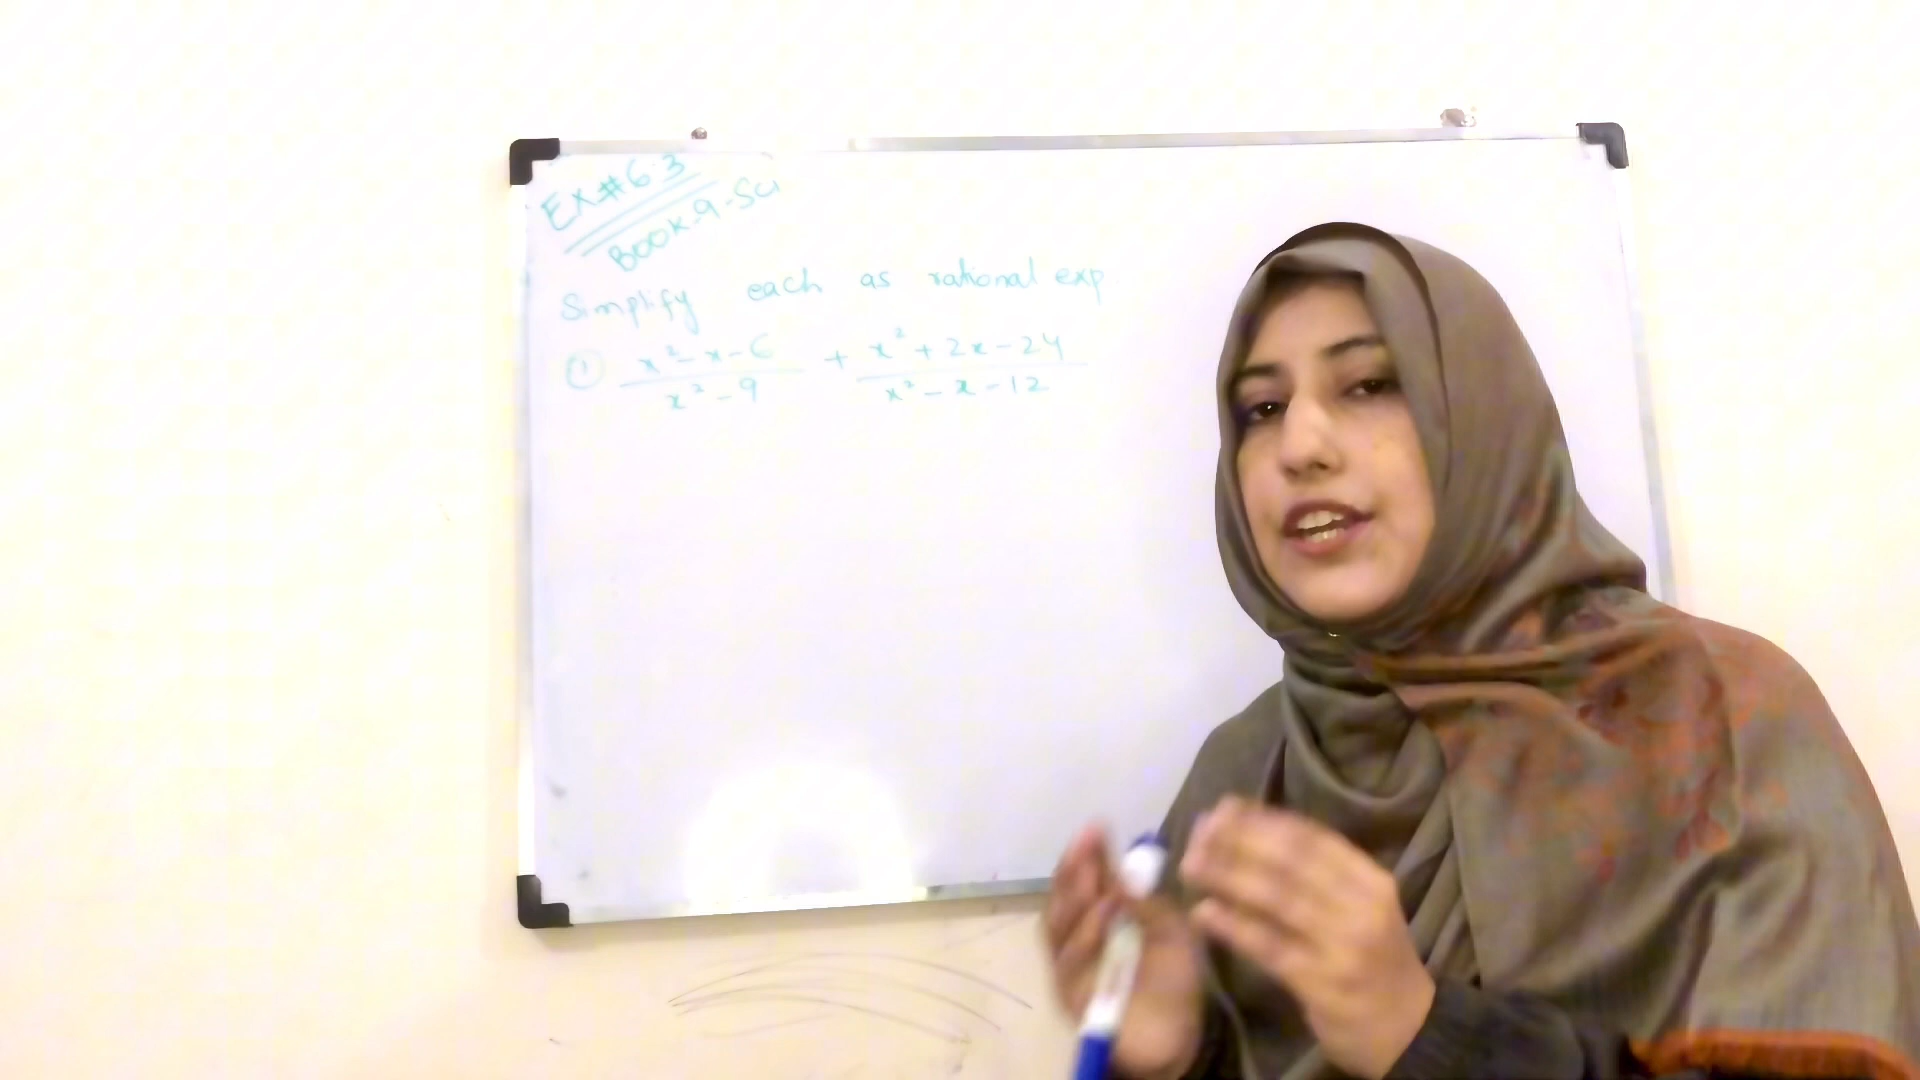 EX#6.3
BOOK-9-Sci
Simplify each as rational exp
① x²-x-6 / x²-9 + x²+2x-24 / x²-x-12